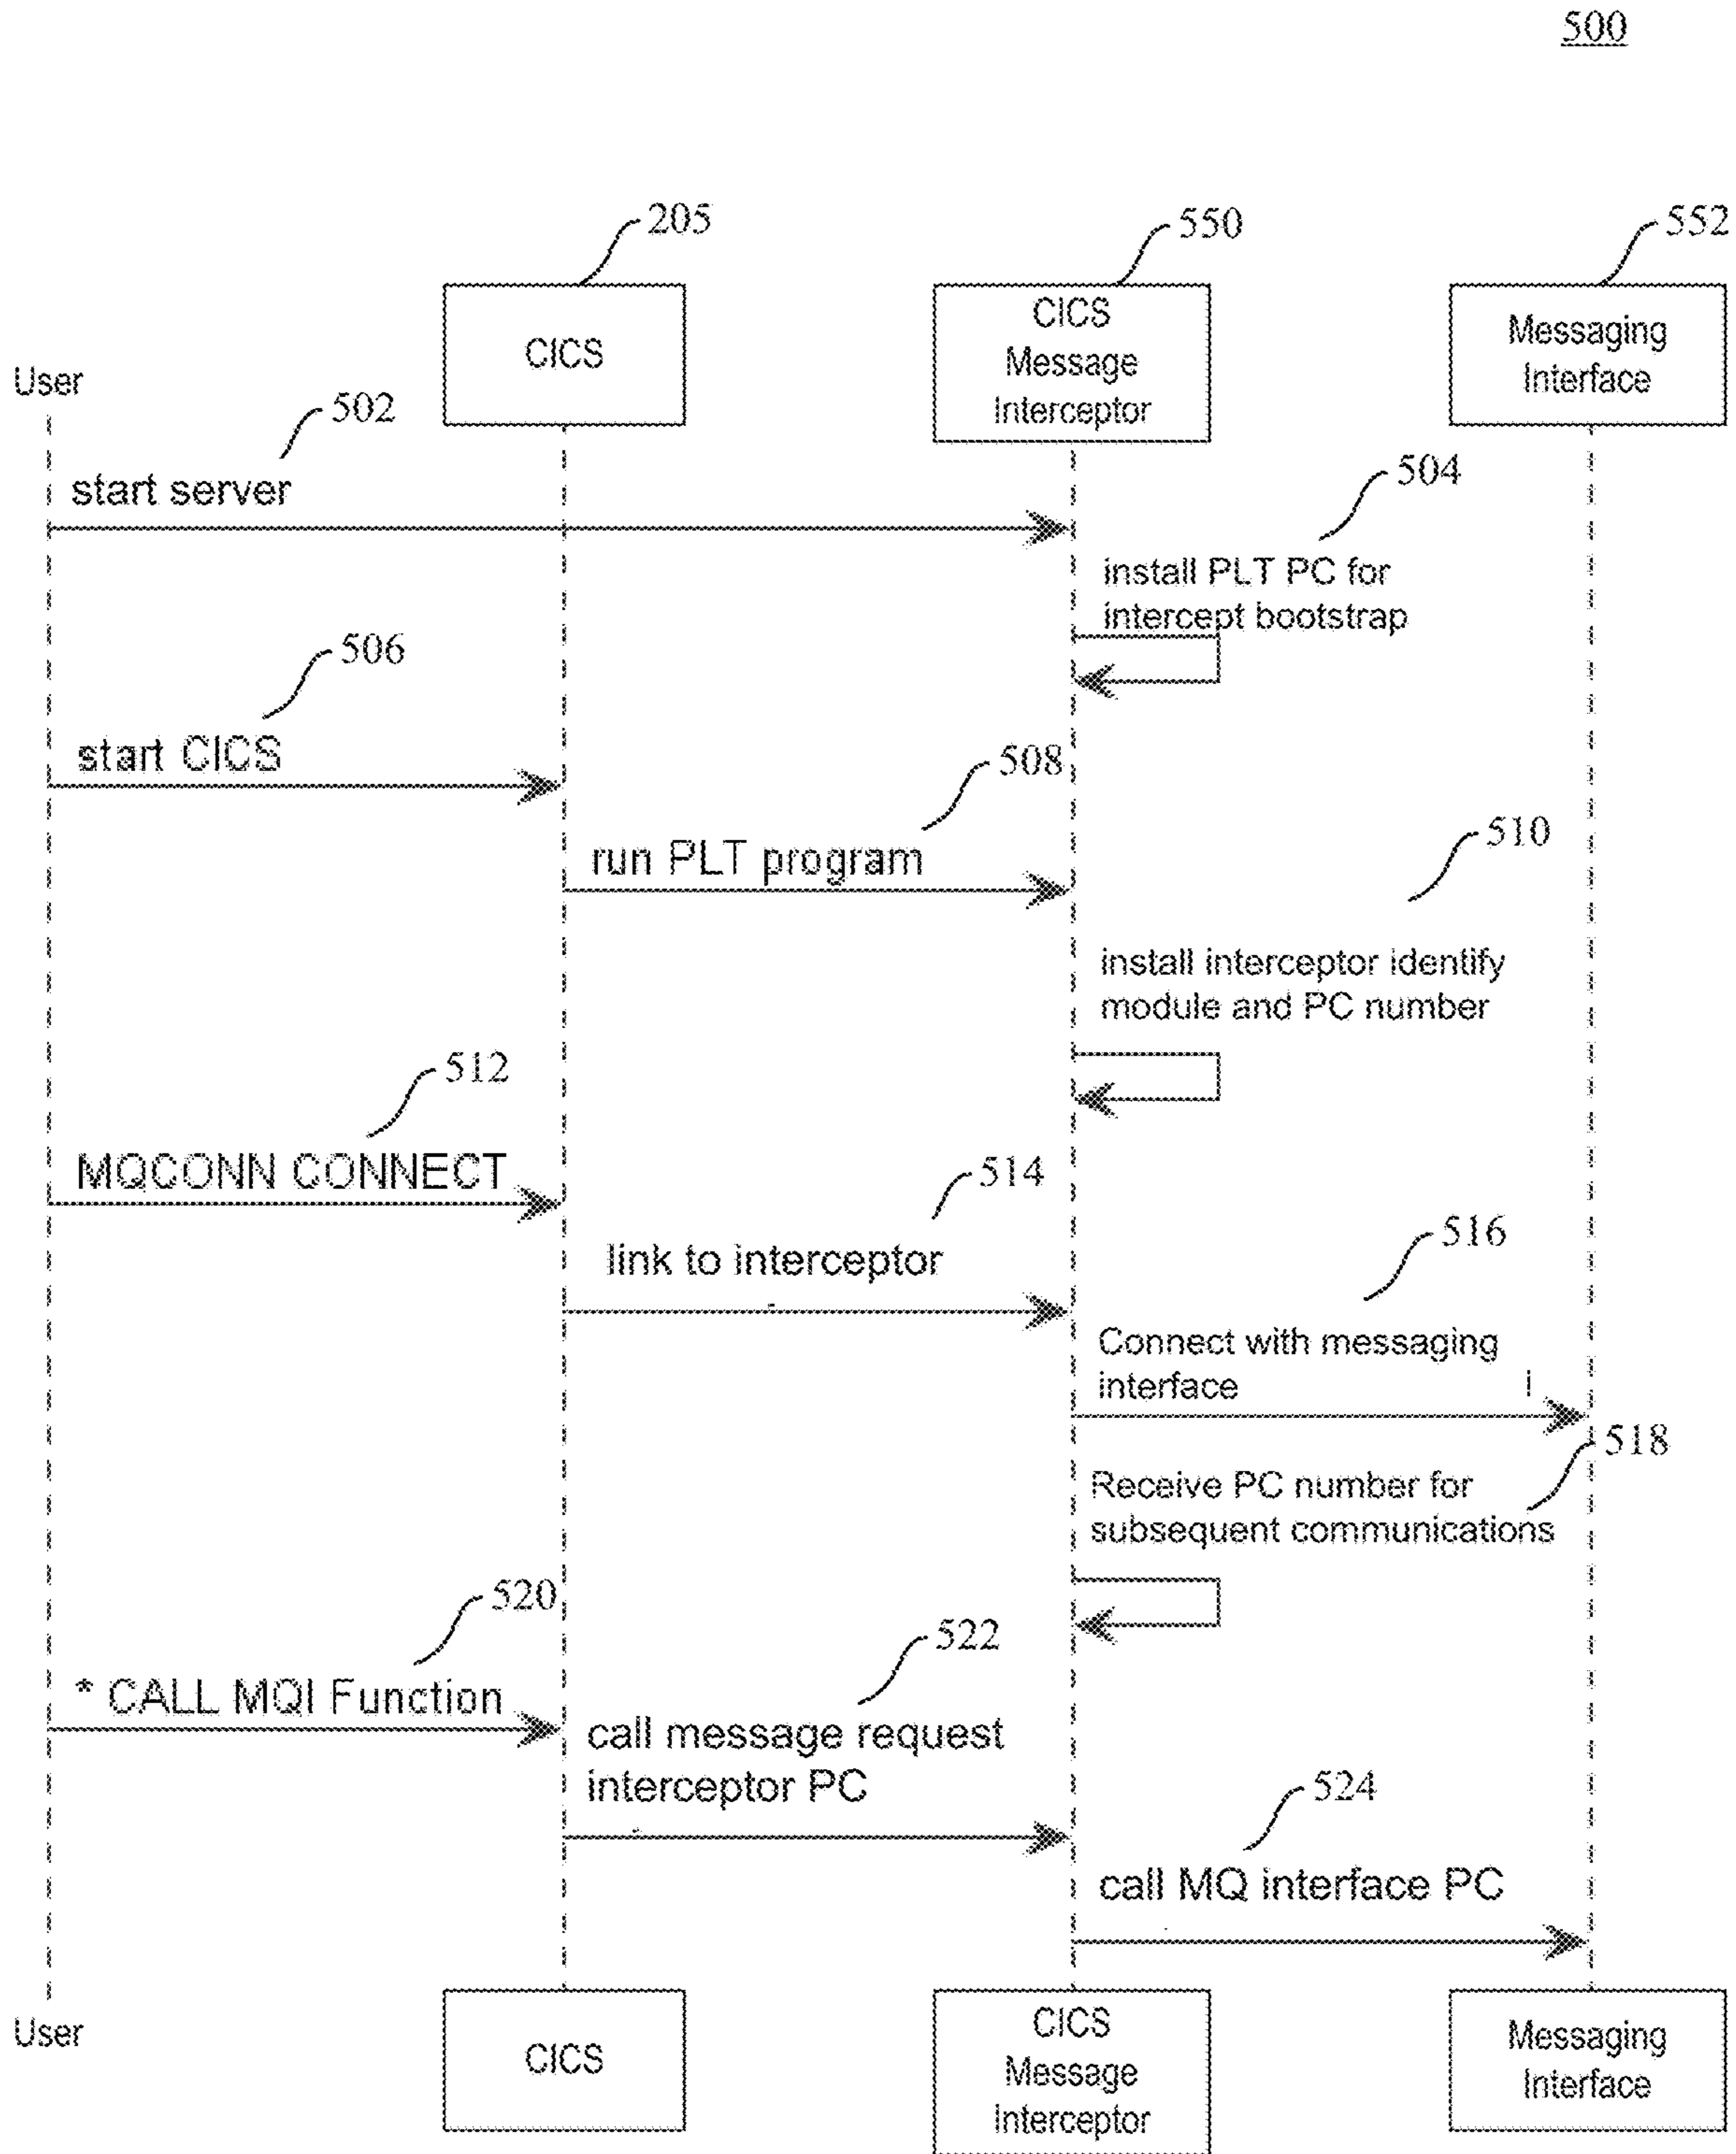 500
205
550
552
CICS
CICS
Message
Interceptor
Messaging
Interface
User
502
start server
504
install PLT PC for
intercept bootstrap
506
start CICS
508
run PLT program
510
install interceptor identify
module and PC number
512
MQCONN CONNECT
514
link to interceptor
516
Connect with messaging
interface
518
Receive PC number for
subsequent communications
520
* CALL MQI Function
522
call message request
interceptor PC
524
call MQ interface PC
User
CICS
CICS
Message
Interceptor
Messaging
Interface